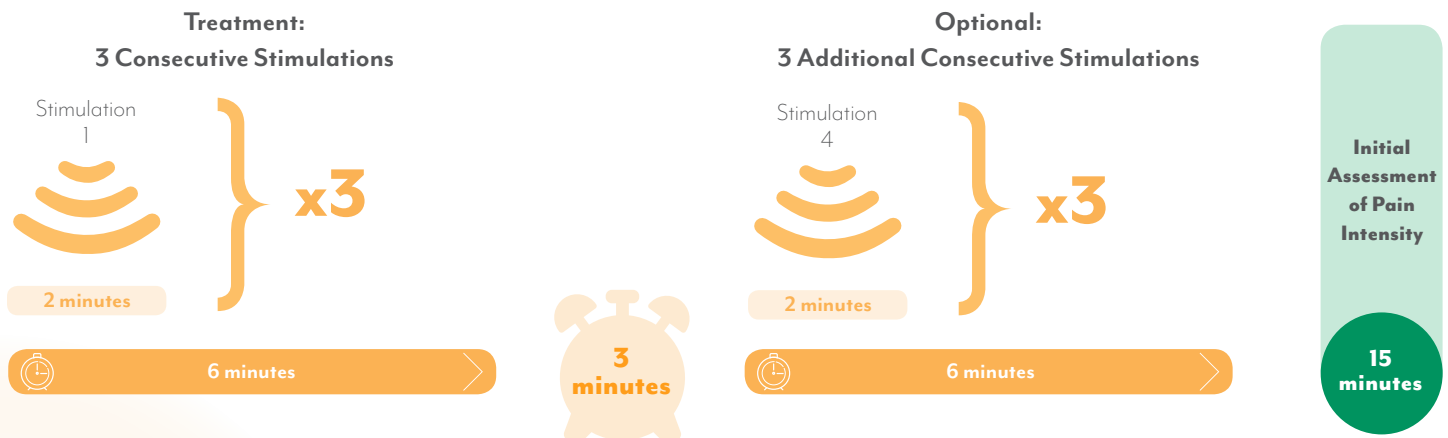 Treatment:
3 Consecutive Stimulations
Stimulation
1
x3
2 minutes
6 minutes
3
minutes
Optional:
3 Additional Consecutive Stimulations
Stimulation
4
x3
2 minutes
6 minutes
Initial
Assessment
of Pain
Intensity
15
minutes